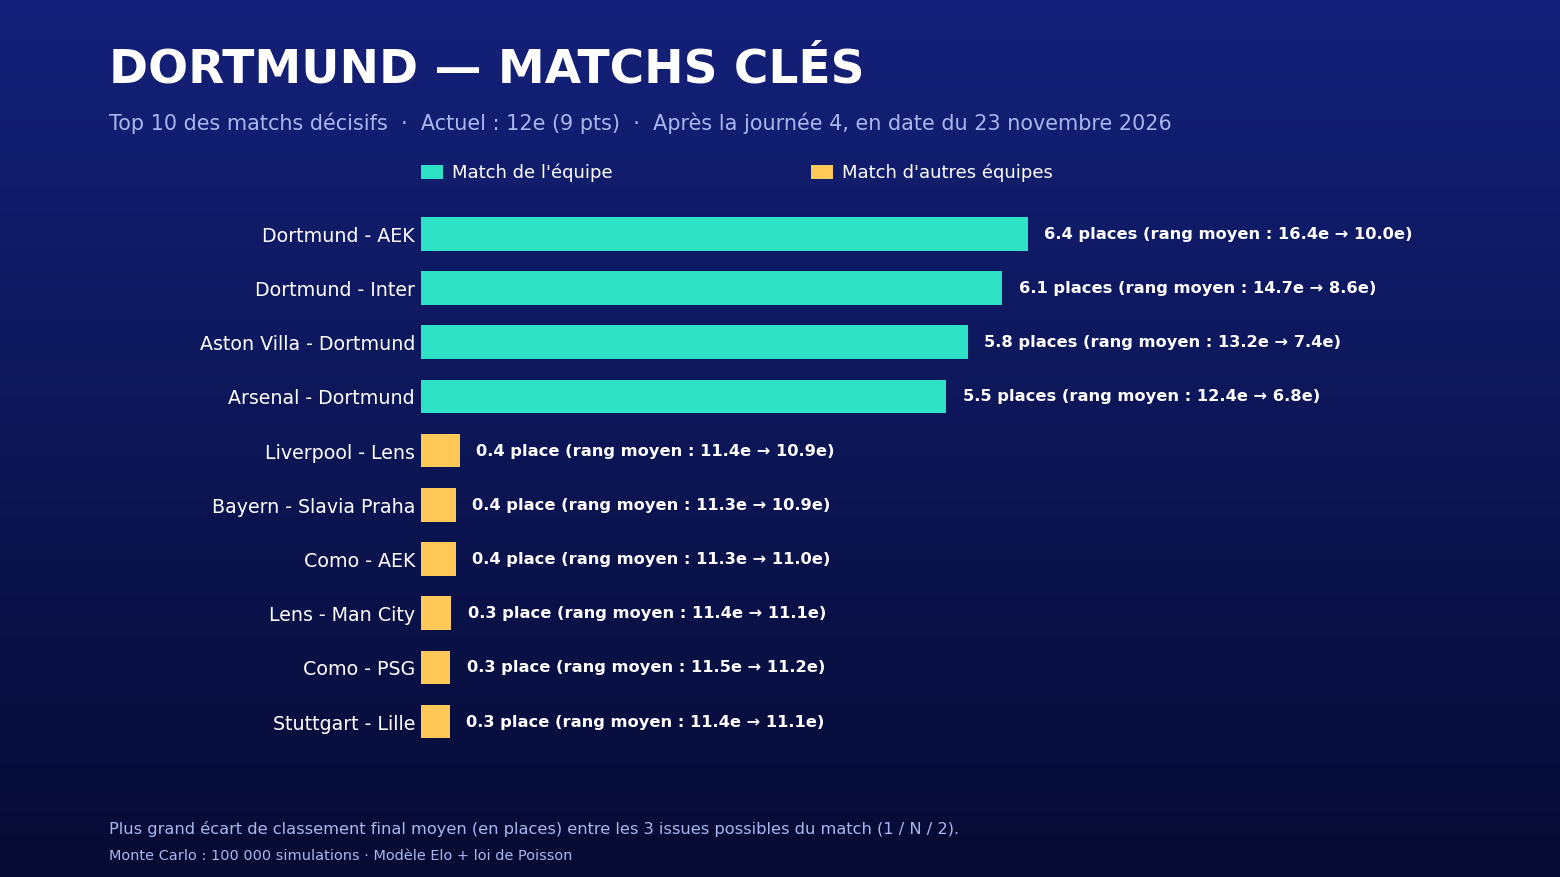 DORTMUND — MATCHS CLÉS
Top 10 des matchs décisifs · Actuel : 12e (9 pts) · Après la journée 4, en date du 23 novembre 2026
Match de l'équipe Match d'autres équipes
Dortmund - AEK 6.4 places (rang moyen : 16.4e → 10.0e)
Dortmund - Inter 6.1 places (rang moyen : 14.7e → 8.6e)
Aston Villa - Dortmund 5.8 places (rang moyen : 13.2e → 7.4e)
Arsenal - Dortmund 5.5 places (rang moyen : 12.4e → 6.8e)
Liverpool - Lens 0.4 place (rang moyen : 11.4e → 10.9e)
Bayern - Slavia Praha 0.4 place (rang moyen : 11.3e → 10.9e)
Como - AEK 0.4 place (rang moyen : 11.3e → 11.0e)
Lens - Man City 0.3 place (rang moyen : 11.4e → 11.1e)
Como - PSG 0.3 place (rang moyen : 11.5e → 11.2e)
Stuttgart - Lille 0.3 place (rang moyen : 11.4e → 11.1e)
Plus grand écart de classement final moyen (en places) entre les 3 issues possibles du match (1 / N / 2).
Monte Carlo : 100 000 simulations · Modèle Elo + loi de Poisson